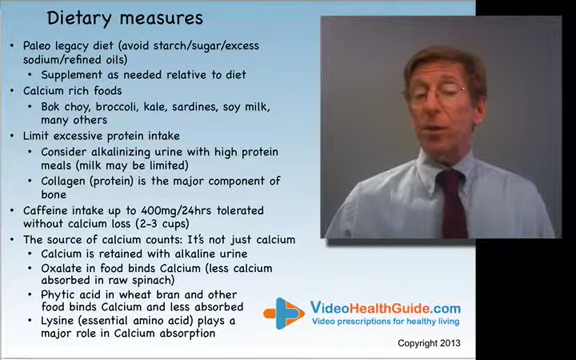 Dietary measures
Paleo legacy diet (avoid starch/sugar/excess
sodium/refined oils)
Supplement as needed relative to diet
Calcium rich foods
Bok choy, broccoli, kale, sardines, soy milk,
many others
Limit excessive protein intake
Consider alkalinizing urine with high protein
meals (milk may be limited)
Collagen (protein) is the major component of
bone
Caffeine intake up to 400mg/24hrs tolerated
without calcium loss (2-3 cups)
The source of calcium counts: It's not just calcium
Calcium is retained with alkaline urine
Oxalate in food binds Calcium (less calcium
absorbed in raw spinach)
Phytic acid in wheat bran and other
food binds Calcium and less absorbed
Lysine (essential amino acid) plays a
major role in Calcium absorption
VideoHealthGuide.com
Video prescriptions for healthy living
Copyright 2013